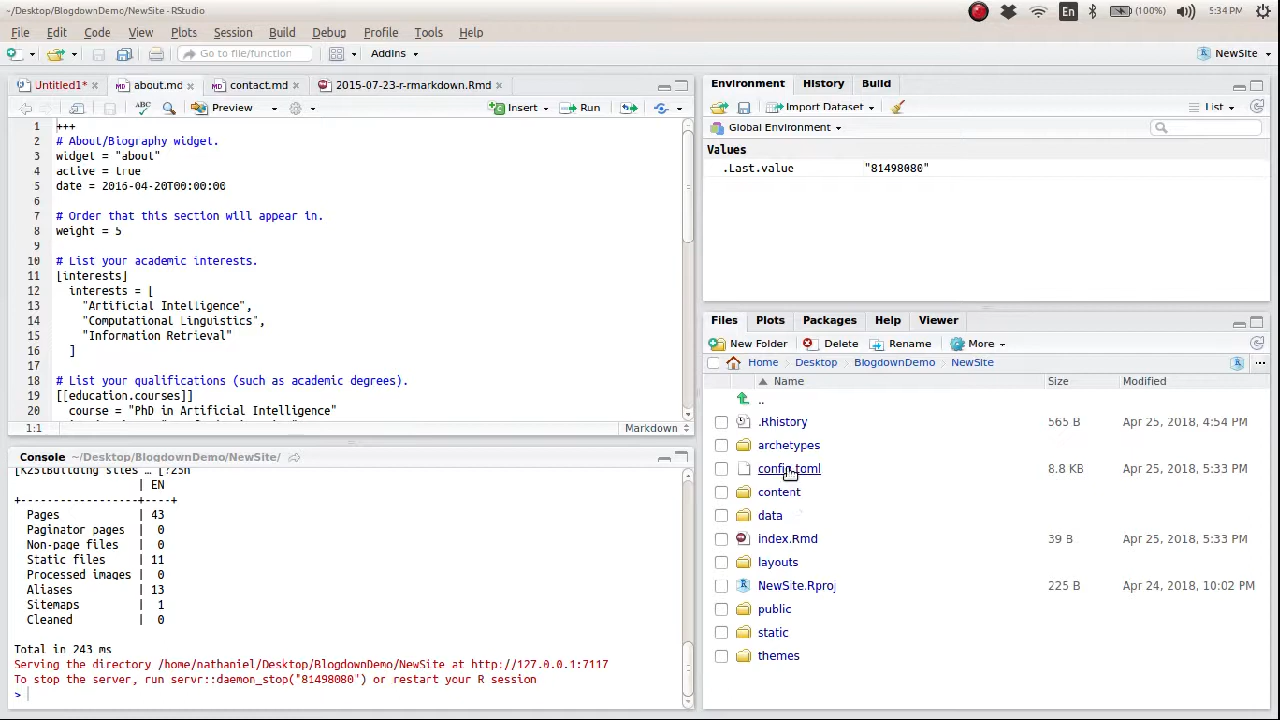 ~/Desktop/BlogdownDemo/NewSite - RStudio
En
(100%)
5:34 PM
File Edit Code View Plots Session Build Debug Profile Tools Help
Go to file/function
Addins
NewSite
Untitled1*
about.md
contact.md
2015-07-23-r-rmarkdown.Rmd
Preview
Insert
Run
1 +++
2 # About/Biography widget.
3 widget = "about"
4 active = true
5 date = 2016-04-20T00:00:00
6
7 # Order that this section will appear in.
8 weight = 5
9
10 # List your academic interests.
11 [interests]
12 interests = [
13 "Artificial Intelligence",
14 "Computational Linguistics",
15 "Information Retrieval"
16 ]
17
18 # List your qualifications (such as academic degrees).
19 [[education.courses]]
20 course = "PhD in Artificial Intelligence"
1:1
Markdown
Console ~/Desktop/BlogdownDemo/NewSite/
[K25lBuilding sites … [?25h
| EN
+------------------+----+
Pages | 43
Paginator pages | 0
Non-page files | 0
Static files | 11
Processed images | 0
Aliases | 13
Sitemaps | 1
Cleaned | 0
Total in 243 ms
Serving the directory /home/nathaniel/Desktop/BlogdownDemo/NewSite at http://127.0.0.1:7117
To stop the server, run servr::daemon_stop("81498080") or restart your R session
>
Environment History Build
Import Dataset
List
Global Environment
Values
.Last.value "81498080"
Files Plots Packages Help Viewer
New Folder Delete Rename More
Home Desktop BlogdownDemo NewSite
Name Size Modified
..
.Rhistory 565 B Apr 25, 2018, 4:54 PM
archetypes
config.toml 8.8 KB Apr 25, 2018, 5:33 PM
content
data
index.Rmd 39 B Apr 25, 2018, 5:33 PM
layouts
NewSite.Rproj 225 B Apr 24, 2018, 10:02 PM
public
static
themes